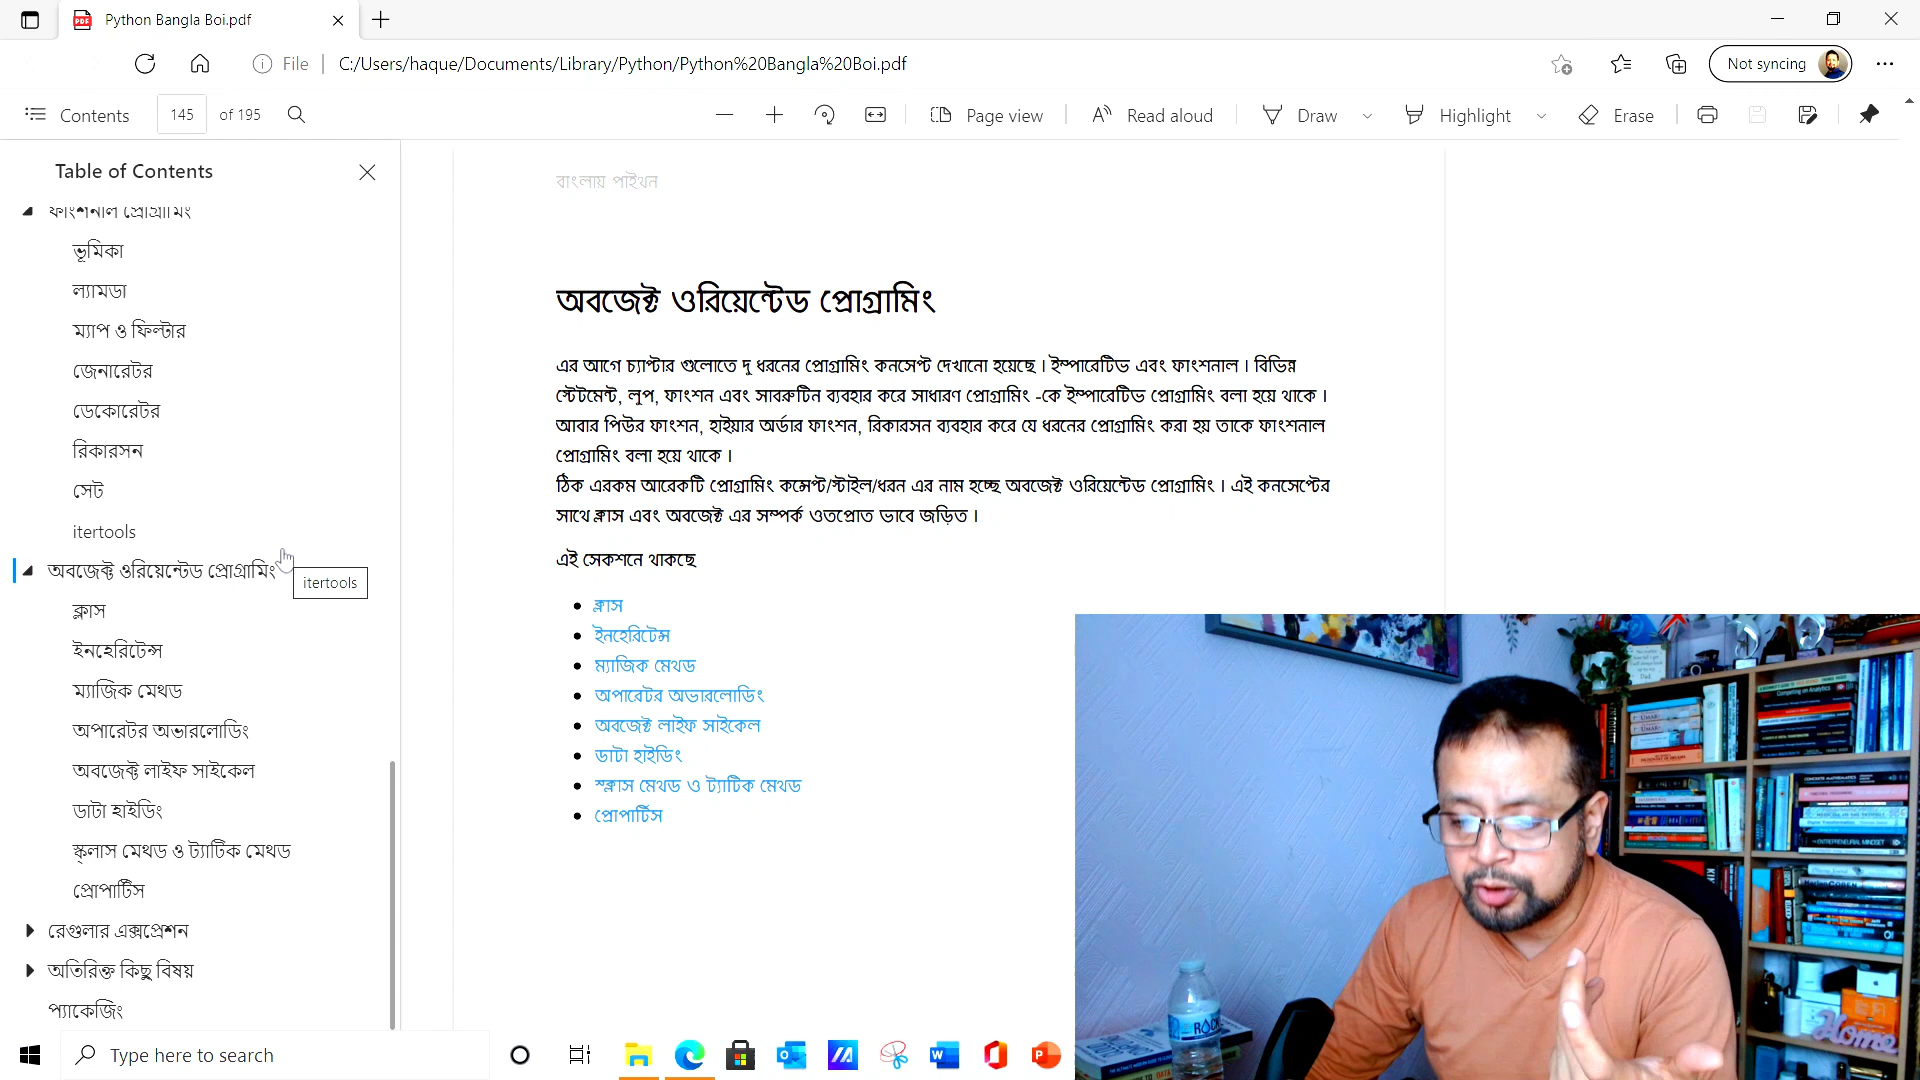 Python Bangla Boi.pdf
File
C:/Users/haque/Documents/Library/Python/Python%20Bangla%20Boi.pdf
Not syncing
Contents
145
of 195
Page view
Read aloud
Draw
Highlight
Erase
Table of Contents
ফাংশনাল প্রোগ্রামিং
ভূমিকা
ল্যামডা
ম্যাপ ও ফিল্টার
জেনারেটর
ডেকোরেটর
রিকারসন
সেট
itertools
অবজেক্ট ওরিয়েন্টেড প্রোগ্রামিং
itertools
ক্লাস
ইনহেরিটেন্স
ম্যাজিক মেথড
অপারেটর অভারলোডিং
অবজেক্ট লাইফ সাইকেল
ডাটা হাইডিং
স্ক্লাস মেথড ও ট্যাটিক মেথড
প্রোপার্টিস
রেগুলার এক্সপ্রেশন
অতিরিক্ত কিছু বিষয়
প্যাকেজিং
বাংলায় পাইথন
অবজেক্ট ওরিয়েন্টেড প্রোগ্রামিং
এর আগে চ্যাপ্টার গুলোতে দু ধরনের প্রোগ্রামিং কনসেপ্ট দেখানো হয়েছে। ইম্পারেটিভ এবং ফাংশনাল। বিভিন্ন
স্টেটমেন্ট, লুপ, ফাংশন এবং সাবরুটিন ব্যবহার করে সাধারণ প্রোগ্রামিং -কে ইম্পারেটিভ প্রোগ্রামিং বলা হয়ে থাকে।
আবার পিউর ফাংশন, হাইয়ার অর্ডার ফাংশন, রিকারসন ব্যবহার করে যে ধরনের প্রোগ্রামিং করা হয় তাকে ফাংশনাল
প্রোগ্রামিং বলা হয়ে থাকে।
ঠিক এরকম আরেকটি প্রোগ্রামিং কন্সেপ্ট/স্টাইল/ধরন এর নাম হচ্ছে অবজেক্ট ওরিয়েন্টেড প্রোগ্রামিং। এই কনসেপ্টের
সাথে ক্লাস এবং অবজেক্ট এর সম্পর্ক ওতপ্রোত ভাবে জড়িত।
এই সেকশনে থাকছে
ক্লাস
ইনহেরিটেন্স
ম্যাজিক মেথড
অপারেটর অভারলোডিং
অবজেক্ট লাইফ সাইকেল
ডাটা হাইডিং
স্ক্লাস মেথড ও ট্যাটিক মেথড
প্রোপার্টিস
Type here to search
Home